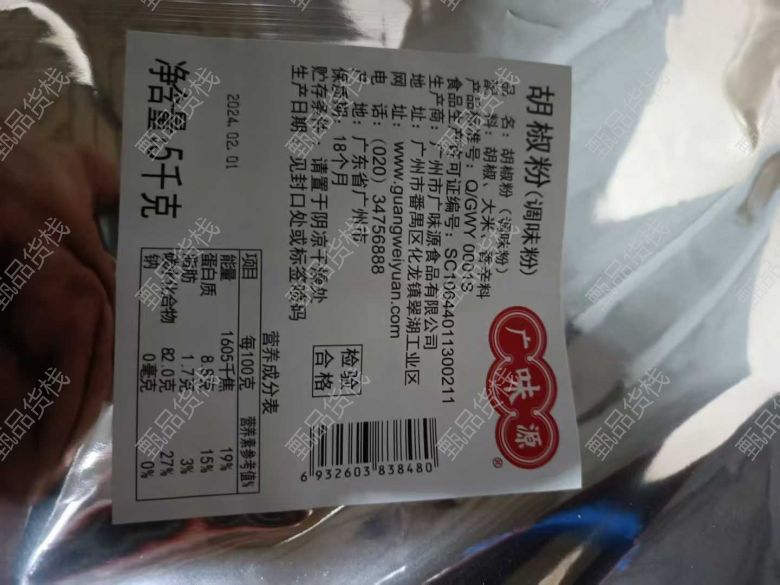 胡椒粉(调味粉)
品 名：胡椒粉（调味粉）
料：胡椒、大米、香辛料
产品标准号：Q/GWY 0001S
食品生产许可证编号：SC10644011300211
生产商：广州市广味源食品有限公司
地 址：广州市番禺区化龙镇翠湖工业区
网 址：www.guangweiyuan.com
电 话：(020) 34756888
产 地：广东省广州市
保质期：18个月
贮存条件：请置于阴凉干燥处
生产日期：见封口处或标签喷码
2024.02.01
净含量:5千克
广味源
®
检验
合格
6 932603 838480
营养成分表
项目 每100克 营养素参考值%
能量 1605千焦 19%
蛋白质 15%
脂肪 1.7克 3%
碳水化合物 82.0克 27%
钠 0毫克 0%
甄品货栈